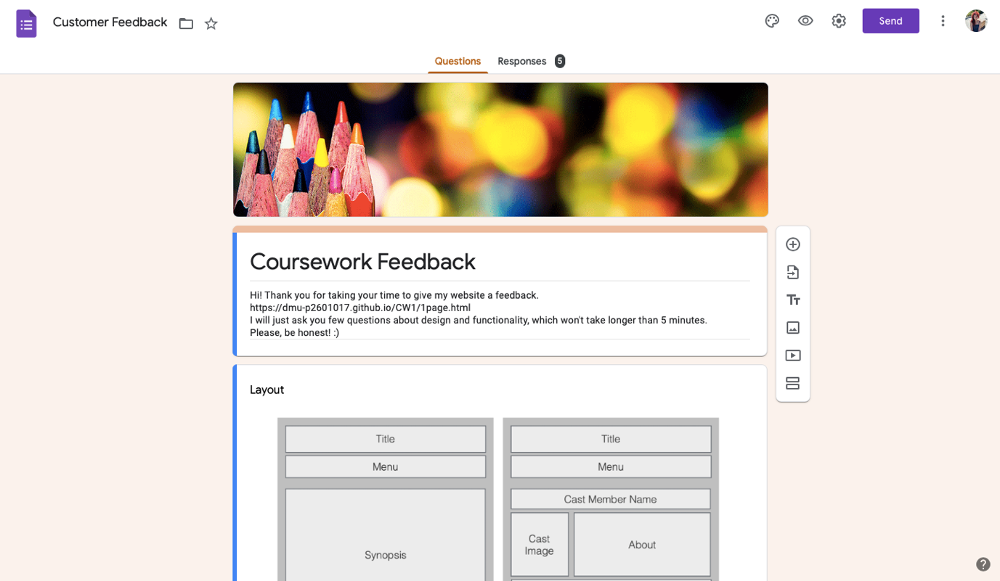 Customer Feedback
Send
Questions
Responses
5
Coursework Feedback
Hi! Thank you for taking your time to give my website a feedback.
https://dmu-p2601017.github.io/CW1/1page.html
I will just ask you few questions about design and functionality, which won't take longer than 5 minutes.
Please, be honest! :)
Layout
Title
Menu
Synopsis
Title
Menu
Cast Member Name
Cast
Image
About